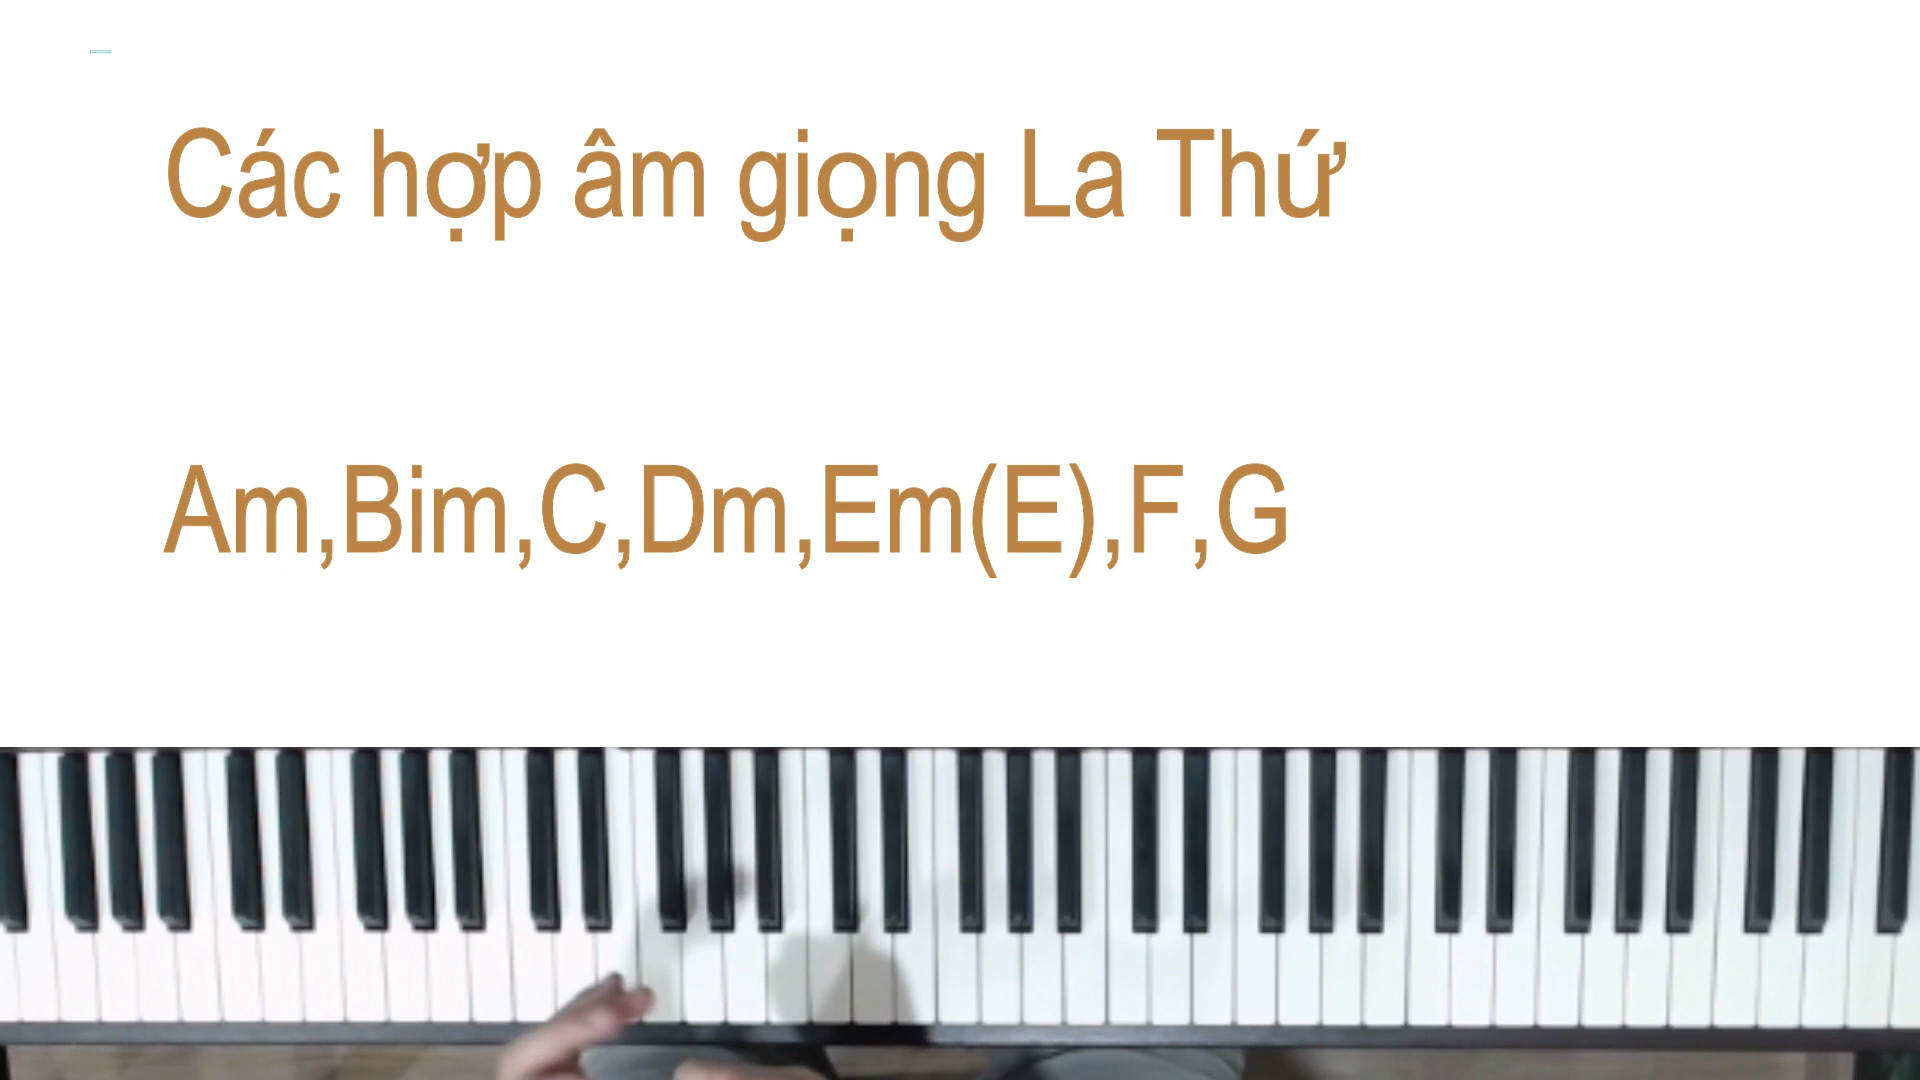 Các hợp âm giọng La Thứ
Am,Bim,C,Dm,Em(E),F,G